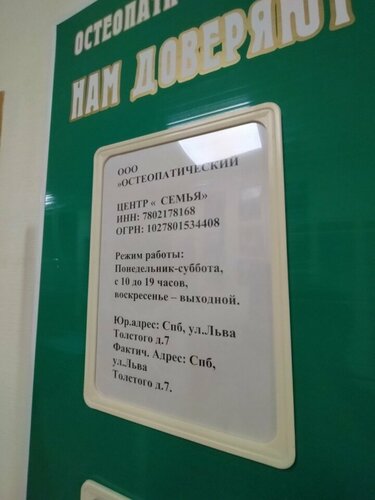 ОСТЕОПАТИ
НАМ ДОВЕРЯЮТ
ООО
»ОСТЕОПАТИЧЕСКИЙ
ЦЕНТР « СЕМЬЯ»
ИНН: 7802178168
ОГРН: 1027801534408
Режим работы:
Понедельник-суббота,
с 10 до 19 часов,
воскресенье – выходной.
Юр.адрес: Спб, ул..Льва
Толстого д.7
Фактич. Адрес: Спб,
ул.Льва
Толстого д.7.